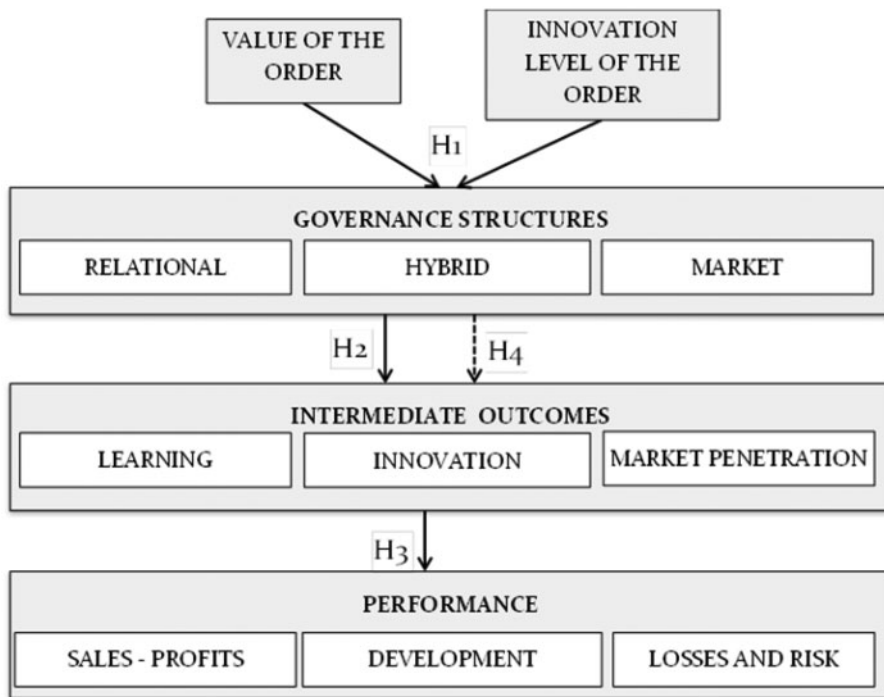 VALUE OF THE
ORDER
INNOVATION
LEVEL OF THE
ORDER
H1
GOVERNANCE STRUCTURES
RELATIONAL
HYBRID
MARKET
H2
H4
INTERMEDIATE OUTCOMES
LEARNING
INNOVATION
MARKET PENETRATION
H3
PERFORMANCE
SALES - PROFITS
DEVELOPMENT
LOSSES AND RISK